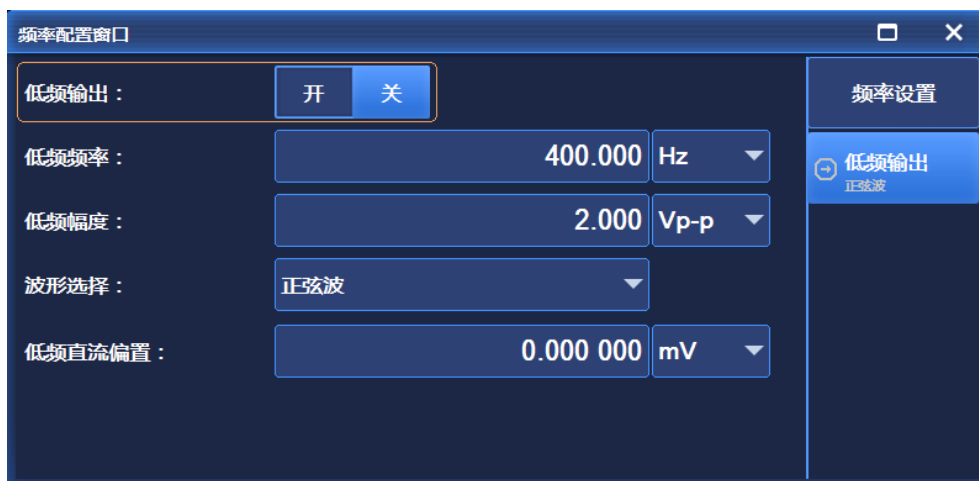 频率配置窗口
低频输出：
开
关
低频频率：
400.000
Hz
低频幅度：
2.000
Vp-p
波形选择：
正弦波
低频直流偏置：
0.000 000
mV
频率设置
低频输出
正弦波